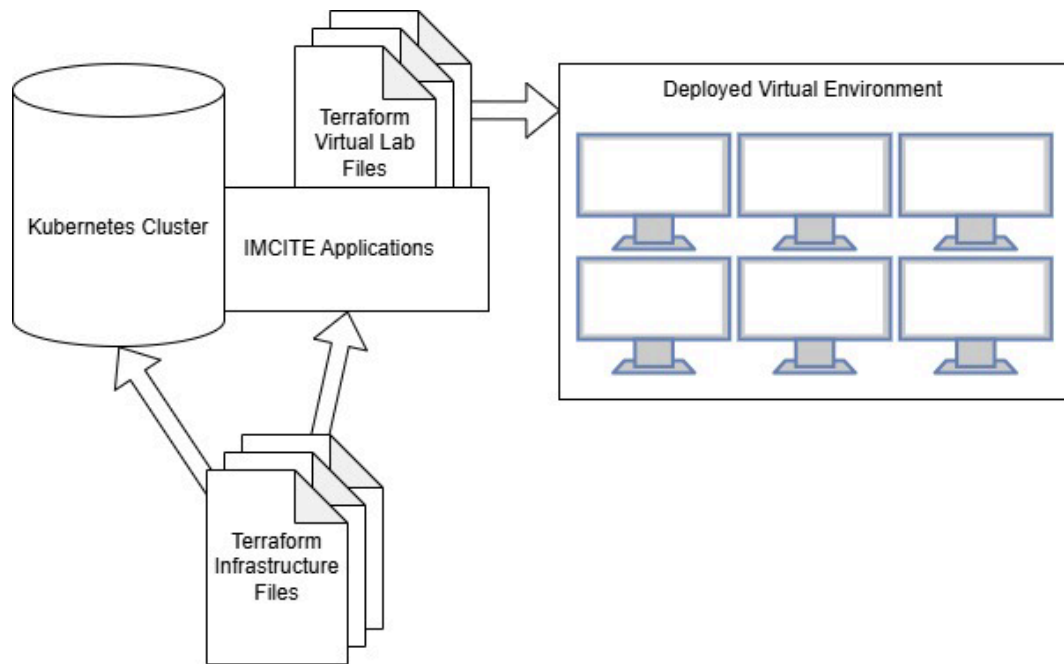 Terraform
Virtual Lab
Files
Deployed Virtual Environment
Kubernetes Cluster
IMCITE Applications
Terraform
Infrastructure
Files